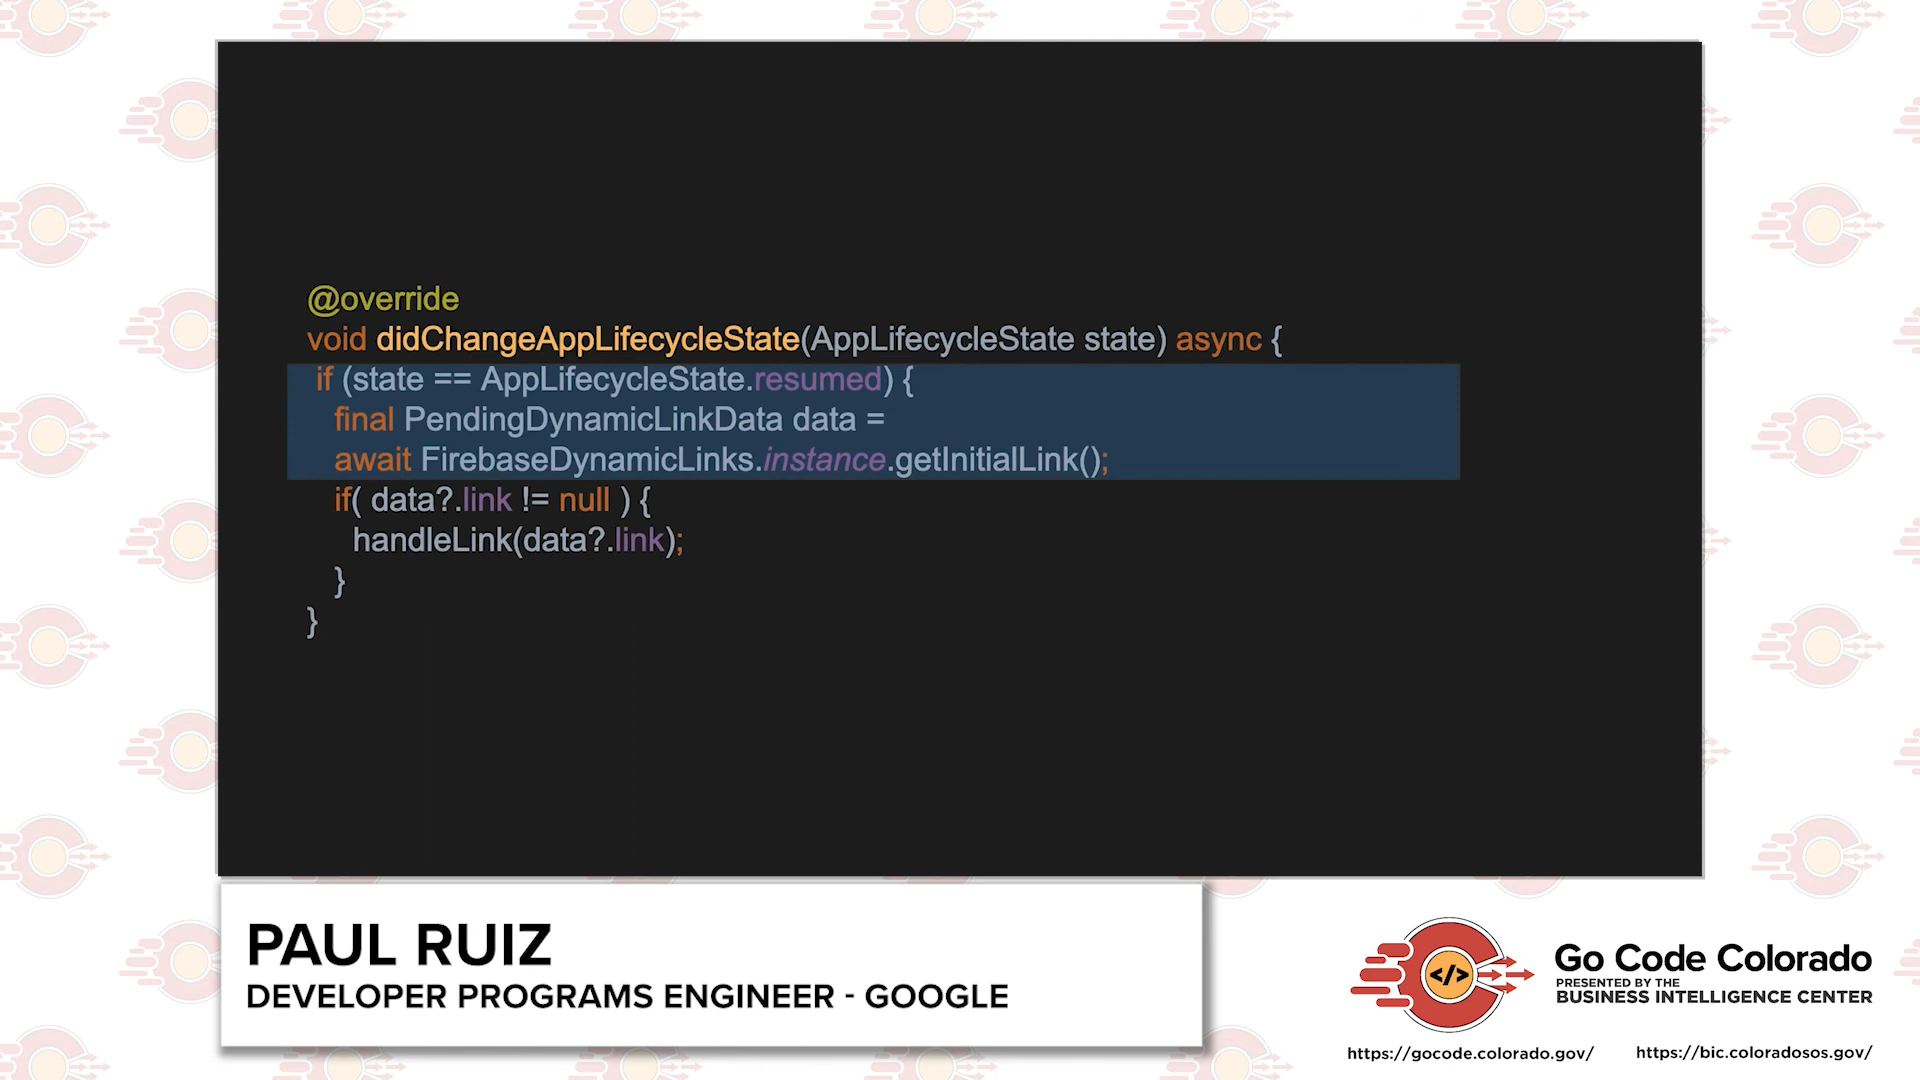 @override
void didChangeAppLifecycleState(AppLifecycleState state) async {
if (state == AppLifecycleState.resumed) {
final PendingDynamicLinkData data =
await FirebaseDynamicLinks.instance.getInitialLink();
if( data?.link != null ) {
handleLink(data?.link);
}
}
PAUL RUIZ
DEVELOPER PROGRAMS ENGINEER - GOOGLE
</>
Go Code Colorado
PRESENTED BY THE
BUSINESS INTELLIGENCE CENTER
https://gocode.colorado.gov/
https://bic.coloradosos.gov/